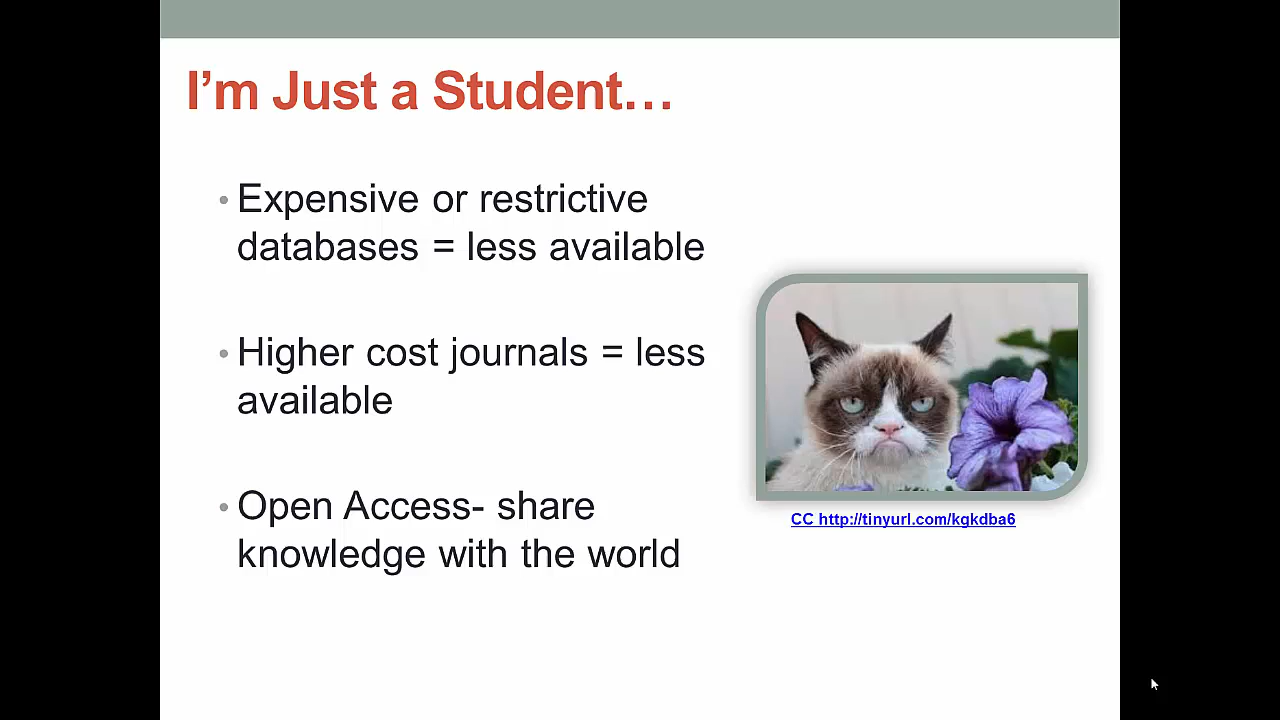 I’m Just a Student…
• Expensive or restrictive
databases = less available
• Higher cost journals = less
available
• Open Access- share
knowledge with the world
CC http://tinyurl.com/kgkdba6